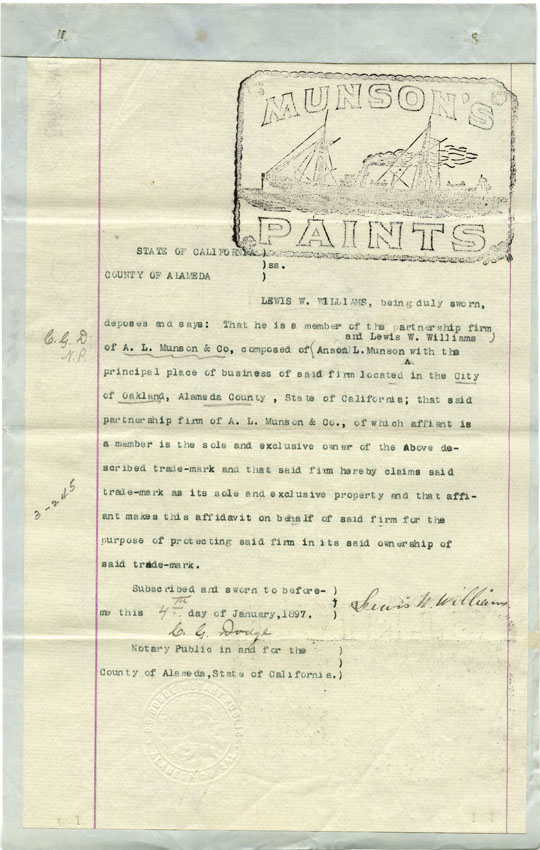 MUNSON'S
PAINTS
STATE OF CALIFORNIA )
)ss.
COUNTY OF ALAMEDA )
LEWIS W. WILLIAMS, being duly sworn,
deposes and says: That he is a member of the partnership firm
and Lewis W. Williams )
of A. L. Munson & Co, composed of (Anson L. Munson with the
C. G. D.
N.P.
principal place of business of said firm located in the City
of Oakland, Alameda County , State of California; that said
partnership firm of A. L. Munson & Co., of which affiant is
a member is the sole and exclusive owner of the above de-
scribed trade-mark and that said firm hereby claims said
trade-mark as its sole and exclusive property and that affi-
3-245
ant makes this affidavit on behalf of said firm for the
purpose of protecting said firm in its said ownership of
said trade-mark.
Subscribed and sworn to before- )
me this 4th day of January,1897. ) Lewis W. Williams
C. G. Dodge )
Notary Public in and for the )
County of Alameda,State of California.)